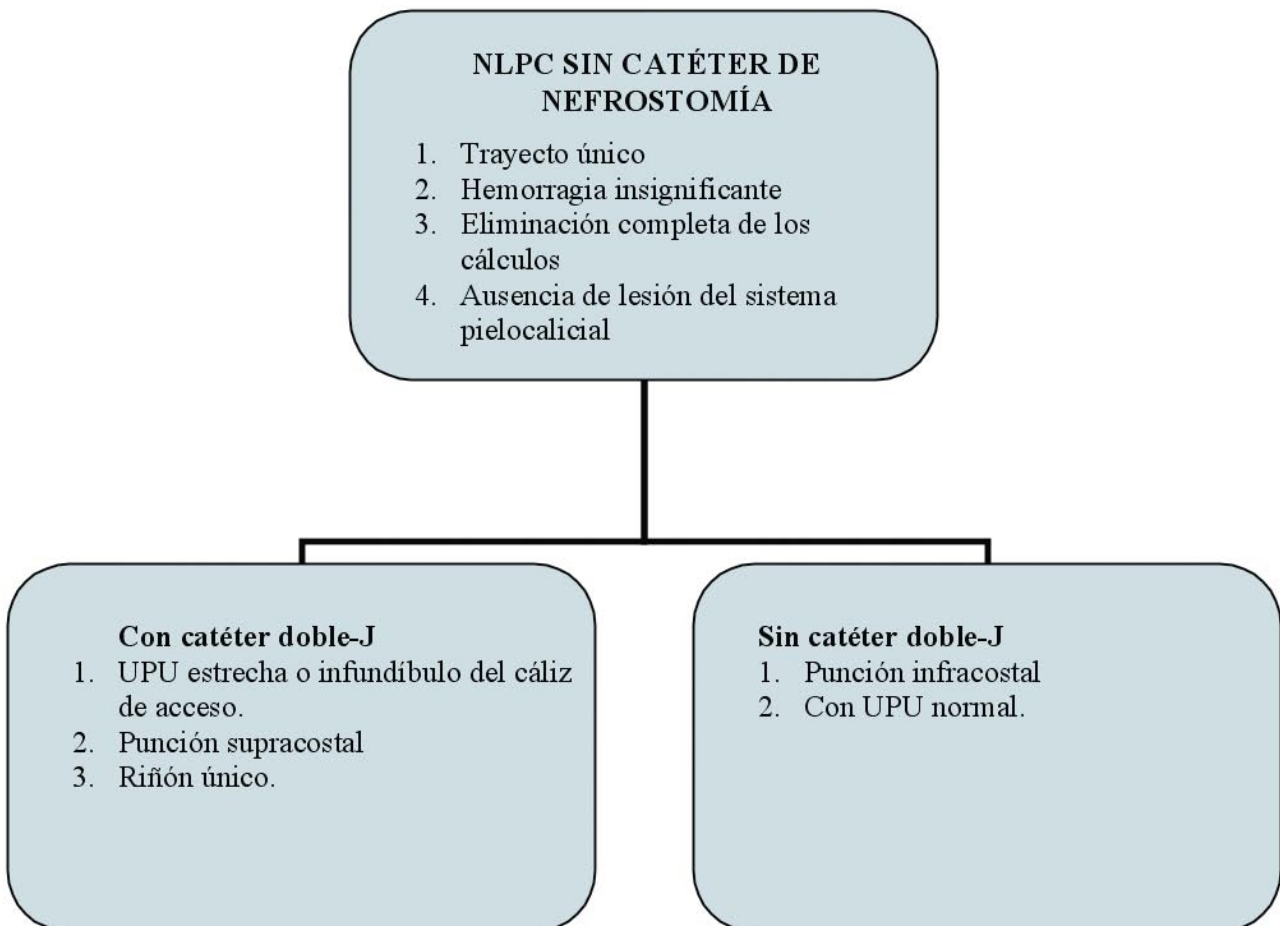 NLPC SIN CATÉTER DE
NEFROSTOMÍA
1. Trayecto único
2. Hemorragia insignificante
3. Eliminación completa de los
cálculos
4. Ausencia de lesión del sistema
pielocalicial
Con catéter doble-J
1. UPU estrecha o infundíbulo del cáliz
de acceso.
2. Punción supracostal
3. Riñón único.
Sin catéter doble-J
1. Punción infracostal
2. Con UPU normal.